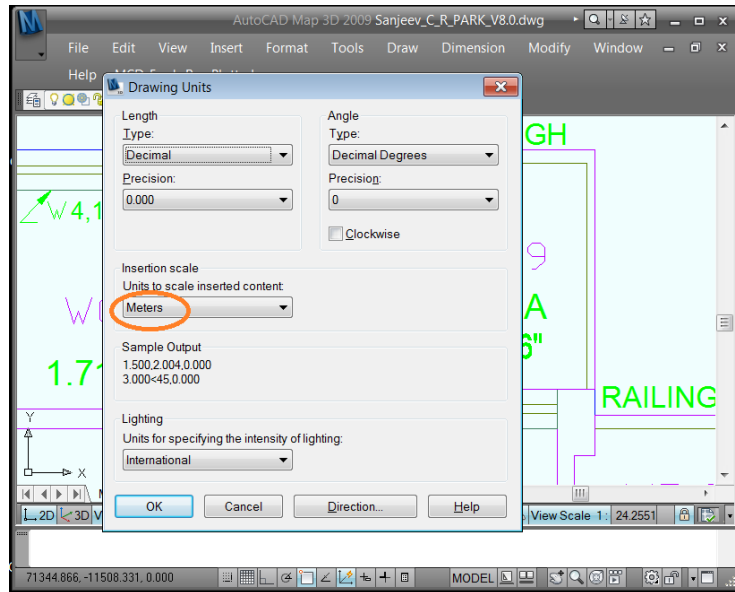 AutoCAD Map 3D 2009 Sanjeev_C_R_PARK_V8.0.dwg
File Edit View Insert Format Tools Draw Dimension Modify Window
Help
Drawing Units
GH
Length
Type:
Decimal
Precision:
0.000
Angle
Type:
Decimal Degrees
Precision:
0
Clockwise
W4,1
9
Insertion scale
Units to scale inserted content:
Meters
A
6"
Sample Output
1.500,2.004,0.000
3.000<45,0.000
1.71
RAILING
Lighting
Units for specifying the intensity of lighting:
International
Y
X
OK Cancel Direction... Help
2D 3D View Scale 1: 24.2551
71344.866, -11508.331, 0.000 MODEL